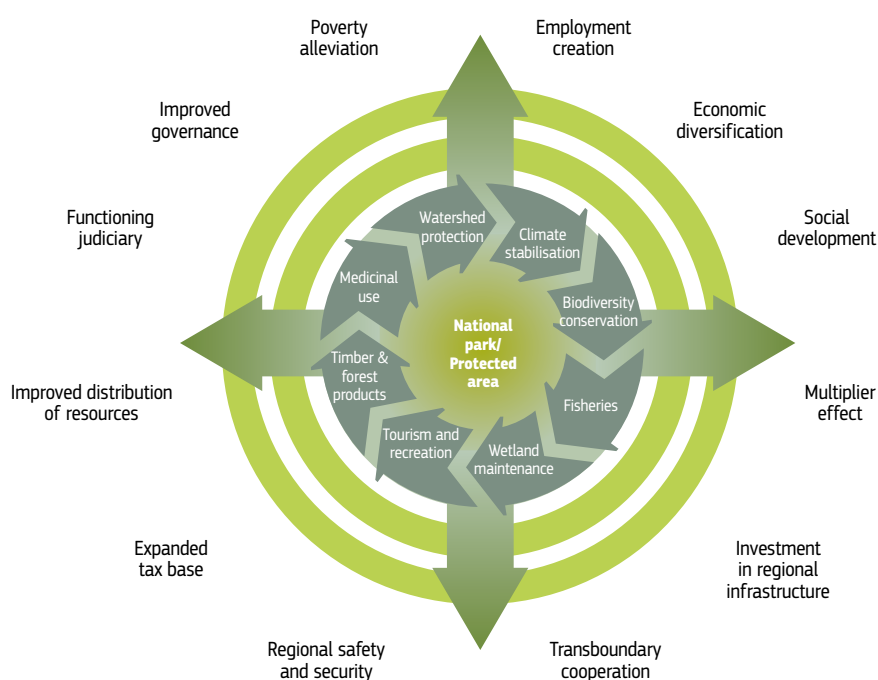 Poverty
alleviation
Employment
creation
Improved
governance
Economic
diversification
Functioning
judiciary
Social
development
Watershed
protection
Climate
stabilisation
Medicinal
use
Biodiversity
conservation
National
park/
Protected
area
Timber &
forest
products
Fisheries
Tourism and
recreation
Wetland
maintenance
Improved distribution
of resources
Multiplier
effect
Expanded
tax base
Investment
in regional
infrastructure
Regional safety
and security
Transboundary
cooperation